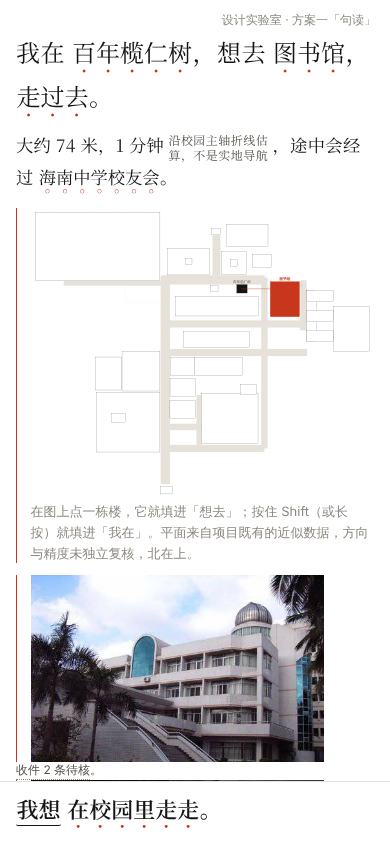 设计实验室 · 方案一「句读」
我在 百年榄仁树，想去 图书馆，
走过去。
大约 74 米，1 分钟 沿校园主轴折线估算，不是实地导航，途中会经
过 海南中学校友会。
图书馆
在图上点一栋楼，它就填进「想去」；按住 Shift（或长
按）就填进「我在」。平面来自项目既有的近似数据，方向
与精度未独立复核，北在上。
收件 2 条待核。
我想 在校园里走走。